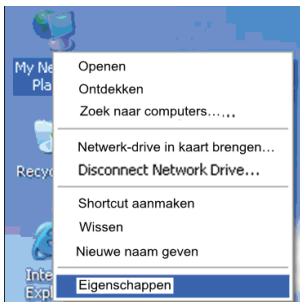 My Ne
Pla
Recyc
Inte
Expl
Openen
Ontdekken
Zoek naar computers……
Netwerk-drive in kaart brengen…
Disconnect Network Drive...
Shortcut aanmaken
Wissen
Nieuwe naam geven
Eigenschappen